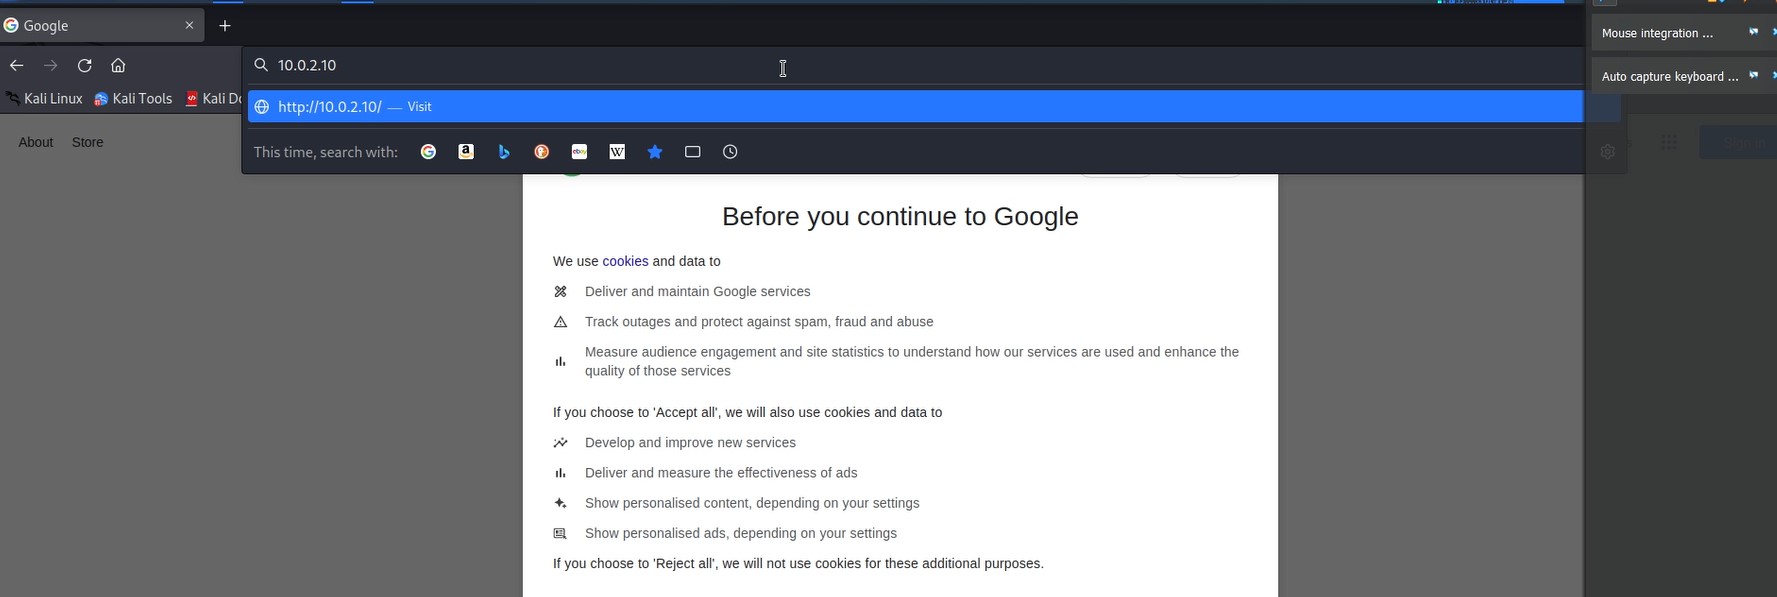 Google
Mouse integration ...
10.0.2.10
Auto capture keyboard ...
Kali Linux Kali Tools Kali Do
http://10.0.2.10/ — Visit
About Store
This time, search with:
Before you continue to Google
We use cookies and data to
Deliver and maintain Google services
Track outages and protect against spam, fraud and abuse
Measure audience engagement and site statistics to understand how our services are used and enhance the
quality of those services
If you choose to 'Accept all', we will also use cookies and data to
Develop and improve new services
Deliver and measure the effectiveness of ads
Show personalised content, depending on your settings
Show personalised ads, depending on your settings
If you choose to 'Reject all', we will not use cookies for these additional purposes.